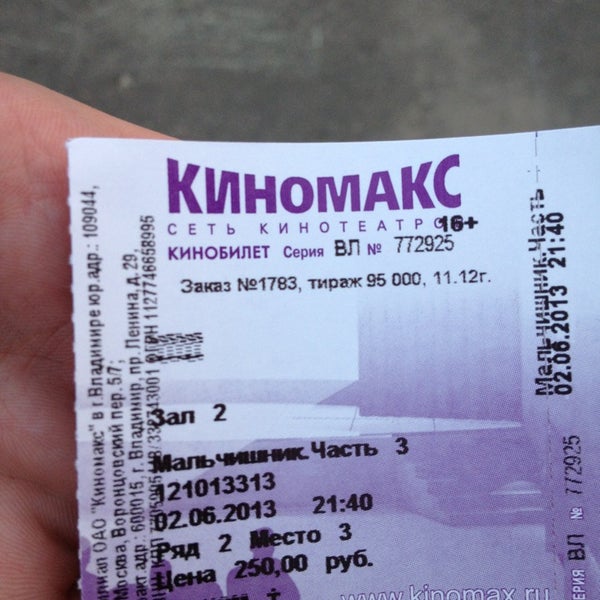 КИНОМАКС
СЕТЬ КИНОТЕАТРОВ 16+
КИНОБИЛЕТ Серия ВЛ № 772925
Заказ №1783, тираж 95 000, 11.12г.
Зал 2
Мальчишник.Часть 3
121013313
02.06.2013 21:40
Ряд 2 Место 3
Цена 250,00 руб.
www.kinomax.ru
ОАО "Киномакс" в г.Владимире юр.адр.: 109044,
Москва, Воронцовский пер. 5/7;
адр.: 600015, г. Владимир, пр. Ленина, д. 29,
1127746658995
Мальчишник.Часть
02.06.2013 21:40
ВЛ № 772925